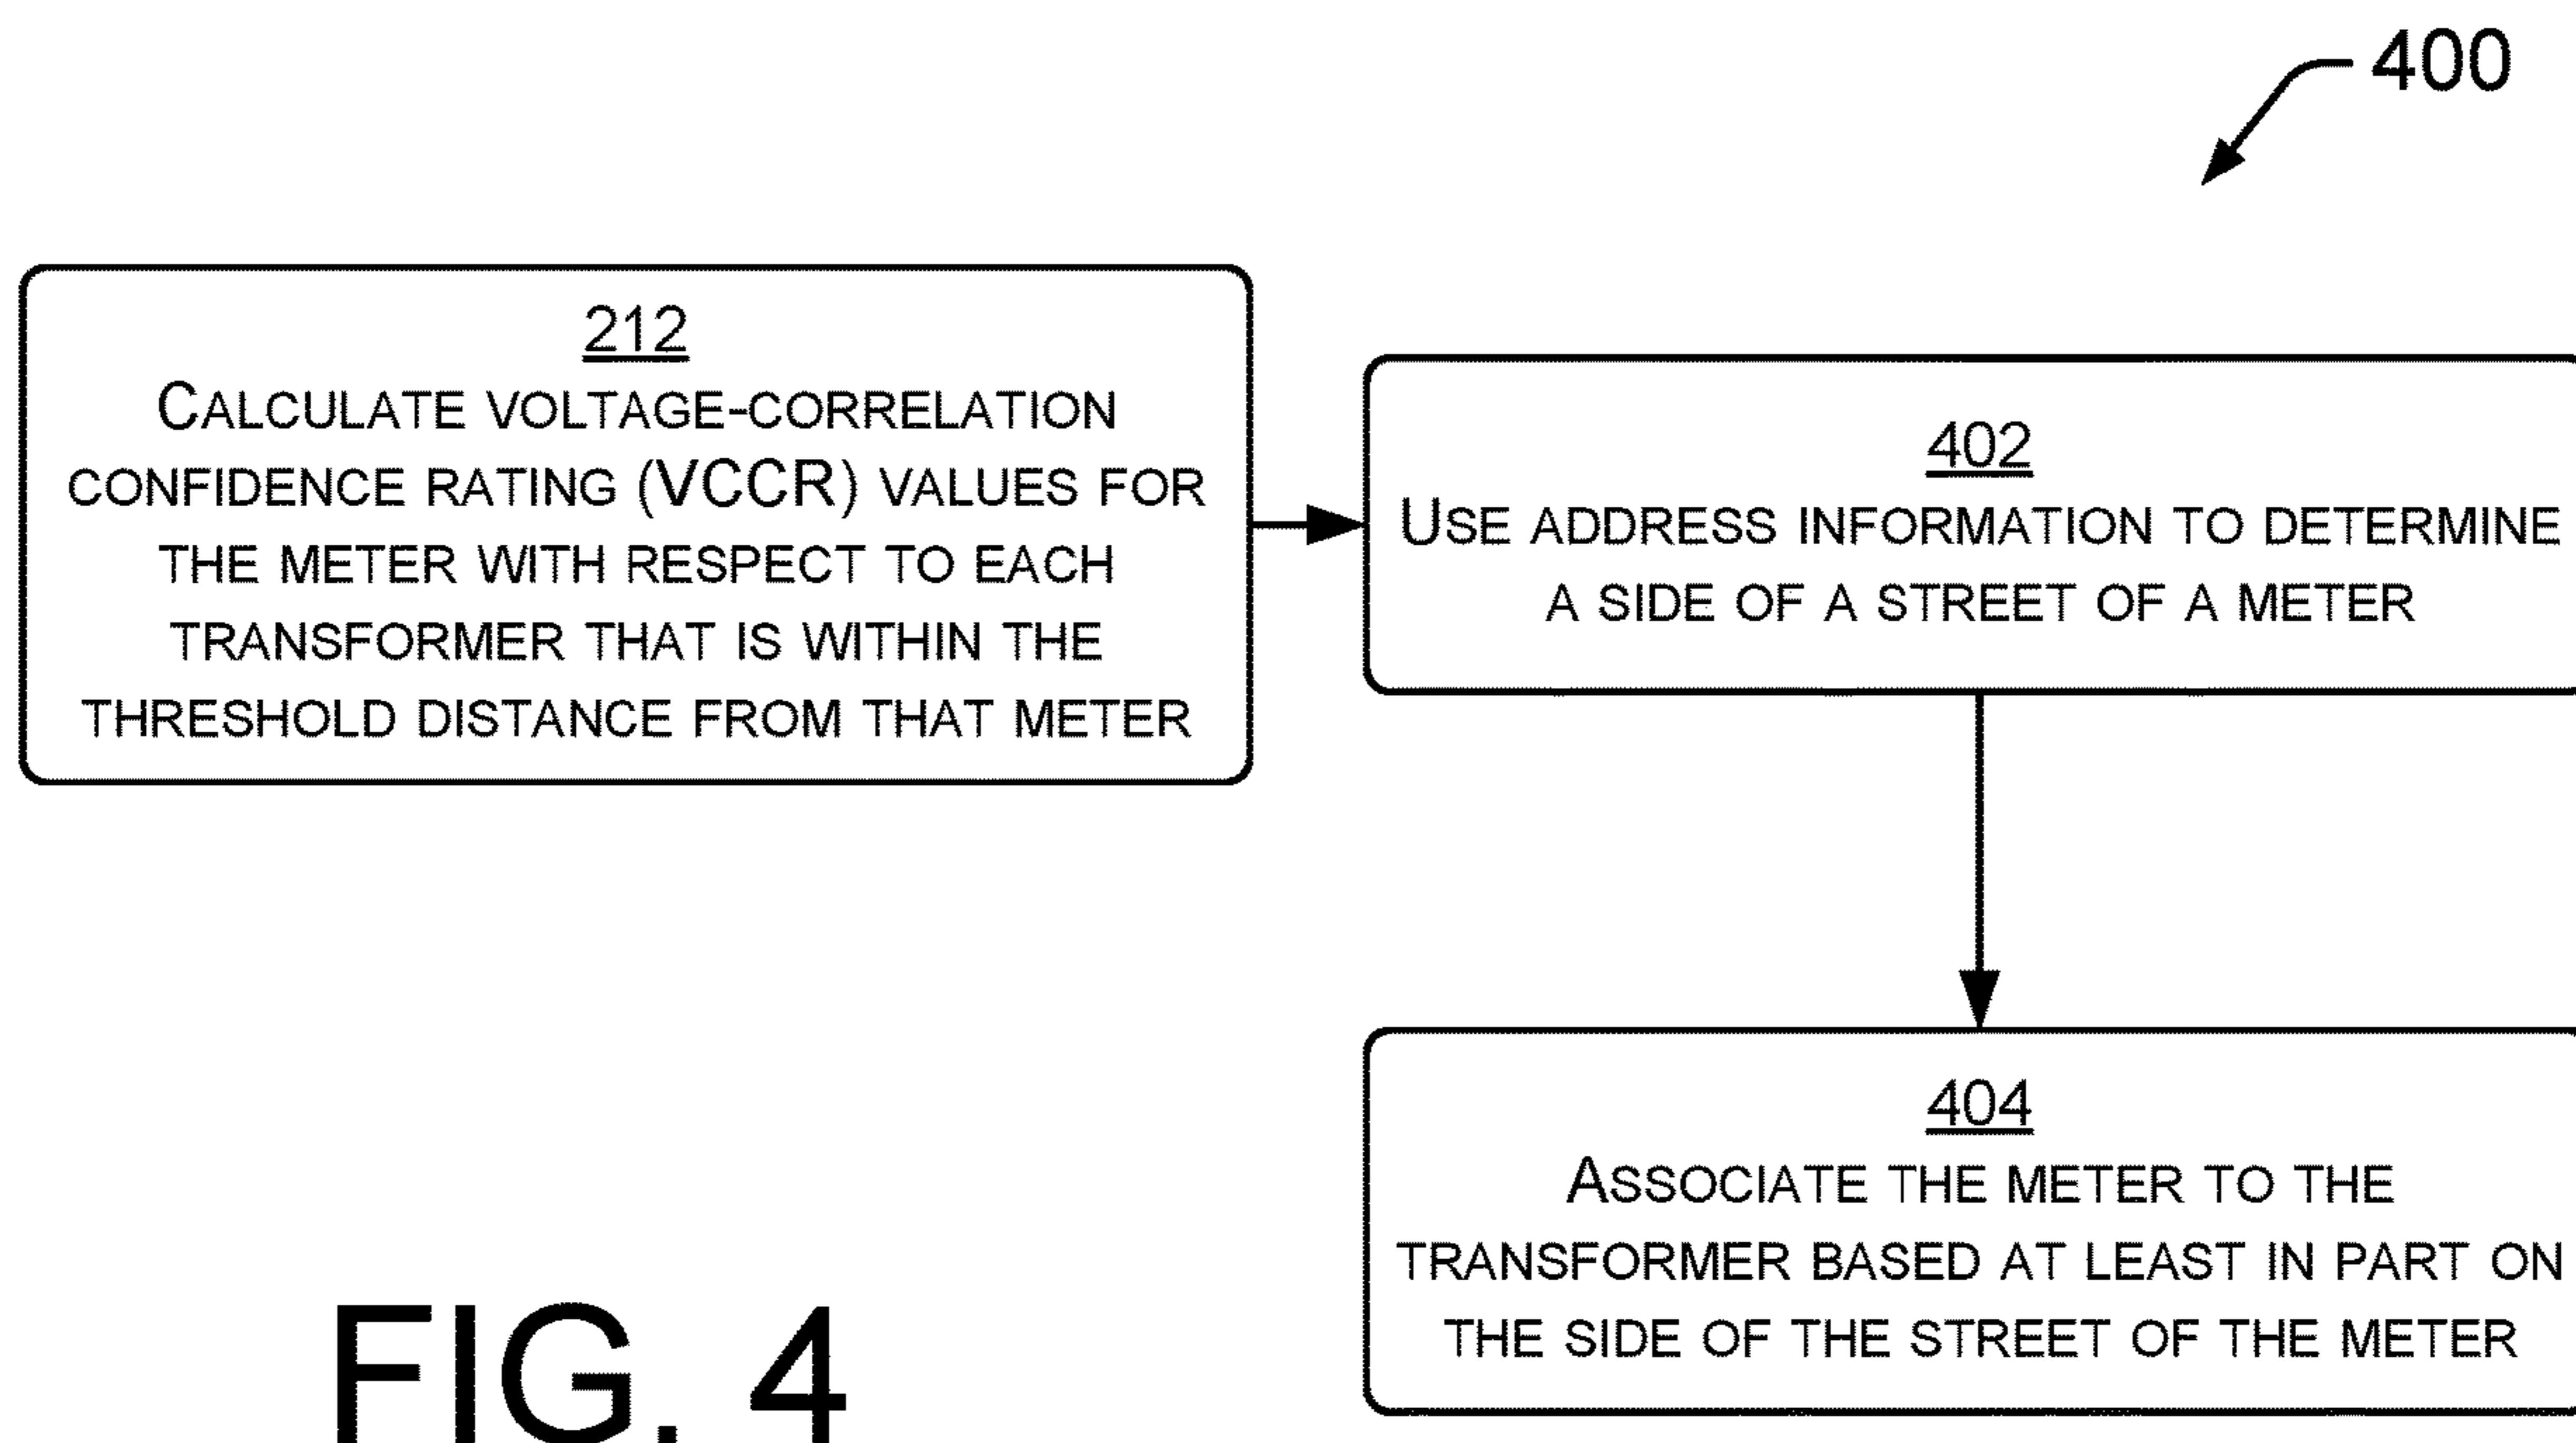 400
212
CALCULATE VOLTAGE-CORRELATION
CONFIDENCE RATING (VCCR) VALUES FOR
THE METER WITH RESPECT TO EACH
TRANSFORMER THAT IS WITHIN THE
THRESHOLD DISTANCE FROM THAT METER
402
USE ADDRESS INFORMATION TO DETERMINE
A SIDE OF A STREET OF A METER
404
ASSOCIATE THE METER TO THE
TRANSFORMER BASED AT LEAST IN PART ON
THE SIDE OF THE STREET OF THE METER
FIG. 4